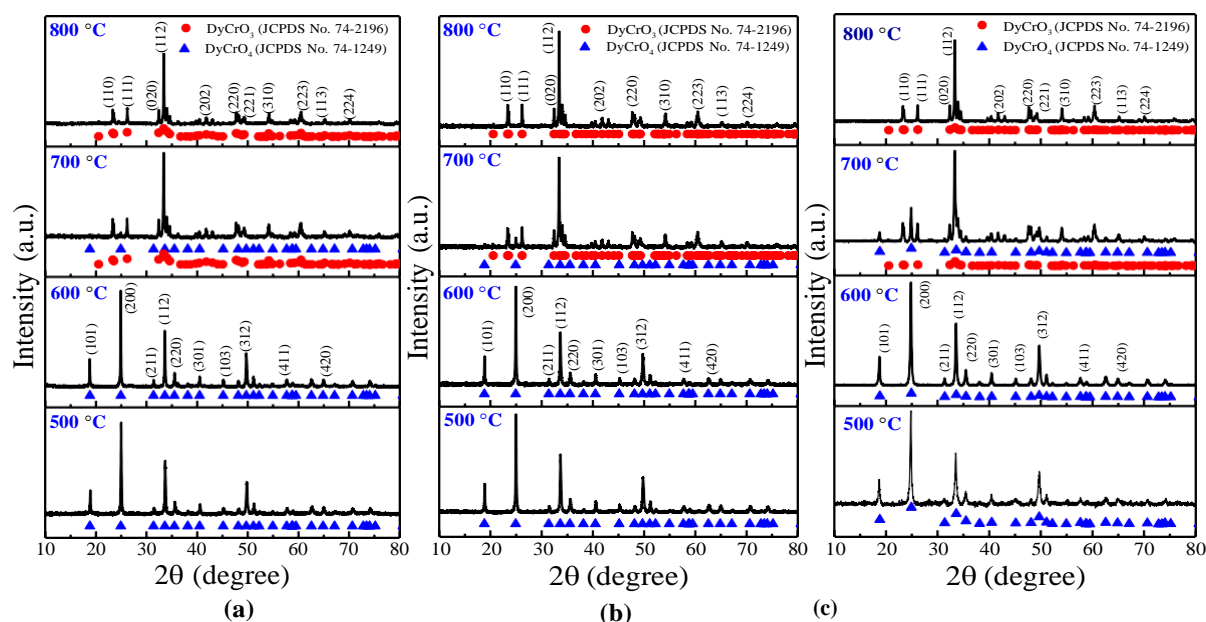 Intensity (a.u.)
800 °C
DyCrO₃ (JCPDS No. 74-2196)
DyCrO₄ (JCPDS No. 74-1249)
(110)
(111)
(020)
(112)
(202)
(220)
(221)
(310)
(223)
(113)
(224)
700 °C
600 °C
(101)
(200)
(211)
(112)
(220)
(301)
(103)
(312)
(411)
(420)
500 °C
10 20 30 40 50 60 70 80
2θ (degree)
(a)
Intensity (a.u.)
800 °C
DyCrO₃ (JCPDS No. 74-2196)
DyCrO₄ (JCPDS No. 74-1249)
(110)
(111)
(020)
(112)
(202)
(220)
(310)
(223)
(113)
(224)
700 °C
600 °C
(101)
(200)
(211)
(112)
(220)
(301)
(103)
(312)
(411)
(420)
500 °C
10 20 30 40 50 60 70 80
2θ (degree)
(b)
Intensity (a.u.)
800 °C
DyCrO₃ (JCPDS No. 74-2196)
DyCrO₄ (JCPDS No. 74-1249)
(110)
(111)
(020)
(112)
(202)
(220)
(221)
(310)
(223)
(113)
(224)
700 °C
600 °C
(101)
(200)
(211)
(112)
(220)
(301)
(103)
(312)
(411)
(420)
500 °C
10 20 30 40 50 60 70 80
2θ (degree)
(c)